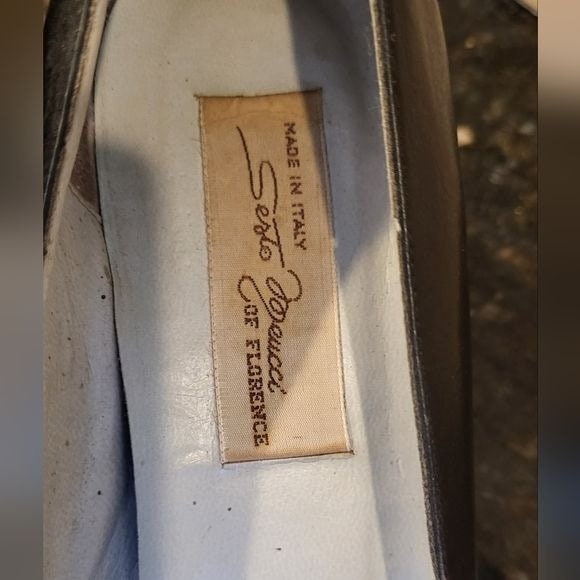 MADE IN ITALY
Sesto Meucci
OF FLORENCE